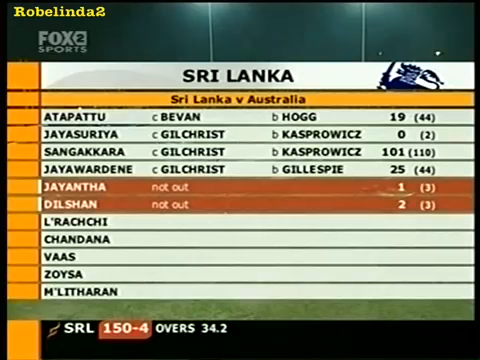 Robelinda2
FOX 2
SPORTS
SRI LANKA
Sri Lanka v Australia
ATAPATTU c BEVAN b HOGG 19 (44)
JAYASURIYA c GILCHRIST b KASPROWICZ 0 (2)
SANGAKKARA c GILCHRIST b KASPROWICZ 101 (110)
JAYAWARDENE c GILCHRIST b GILLESPIE 25 (44)
JAYANTHA not out 1 (3)
DILSHAN not out 2 (3)
L'RACHCHI
CHANDANA
VAAS
ZOYSA
M'LITHARAN
SRL 150-4 OVERS 34.2